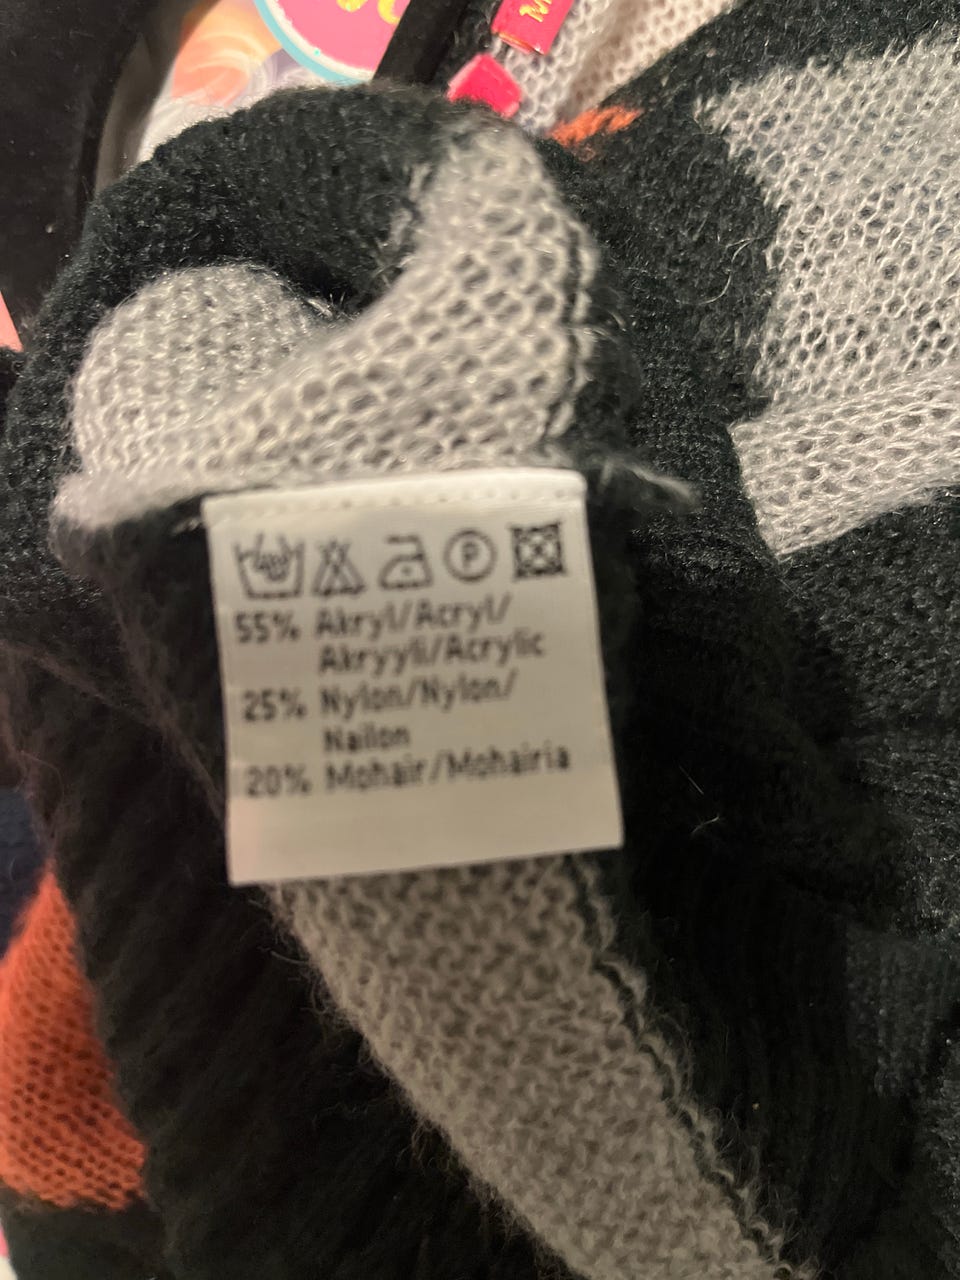 55% Akryl/Acryl/
Akryyli/Acrylic
25% Nylon/Nylon/
Nailon
20% Mohair/Mohairia